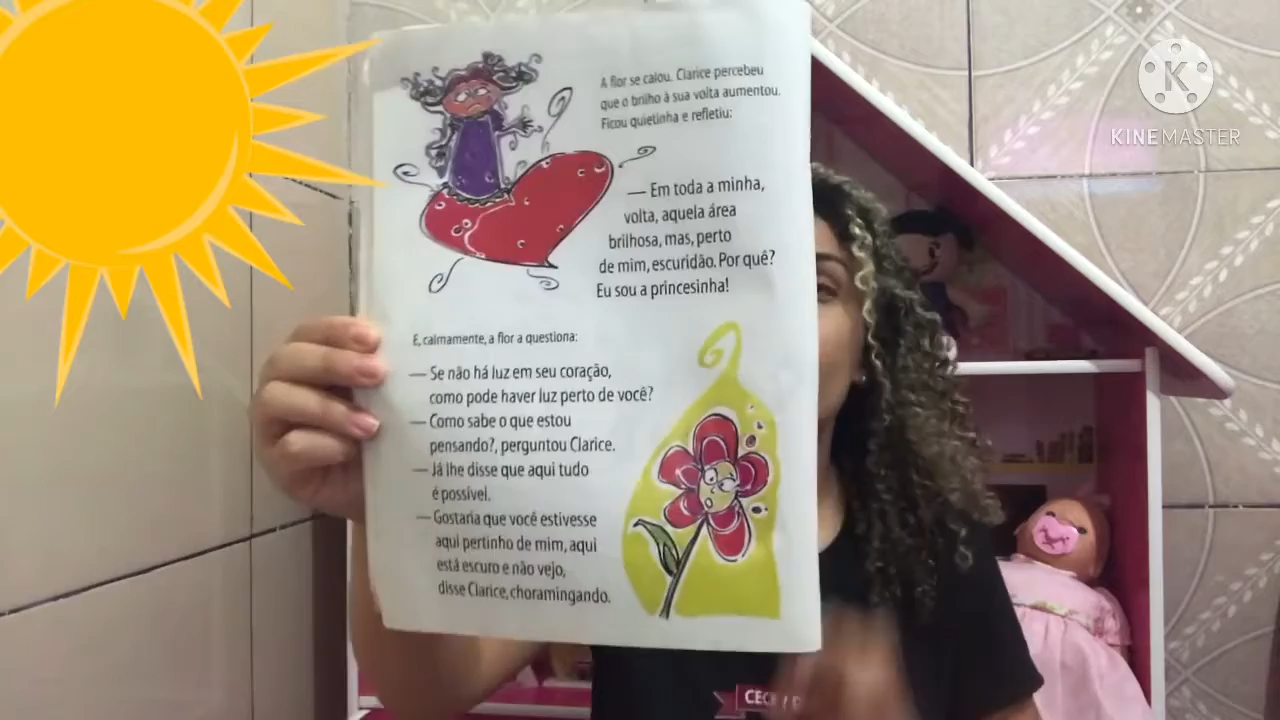 A flor se calou. Clarice percebeu
que o brilho à sua volta aumentou.
Ficou quietinha e refletiu:
— Em toda a minha,
volta, aquela área
brilhosa, mas, perto
de mim, escuridão. Por quê?
Eu sou a princesinha!
E, calmamente, a flor a questiona:
— Se não há luz em seu coração,
como pode haver luz perto de você?
— Como sabe o que estou
pensando?, perguntou Clarice.
— Já lhe disse que aqui tudo
é possível.
— Gostaria que você estivesse
aqui pertinho de mim, aqui
está escuro e não vejo,
disse Clarice, choramingando.
K
KINEMASTER